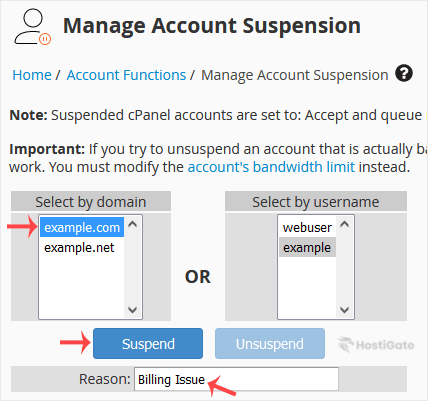 Manage Account Suspension
Home / Account Functions / Manage Account Suspension ?
Note: Suspended cPanel accounts are set to: Accept and queue
Important: If you try to unsuspend an account that is actually ba
work. You must modify the account's bandwidth limit instead.
Select by domain
example.com
example.net
OR
Select by username
webuser
example
Suspend
Unsuspend
HostiGate
Reason: Billing Issue